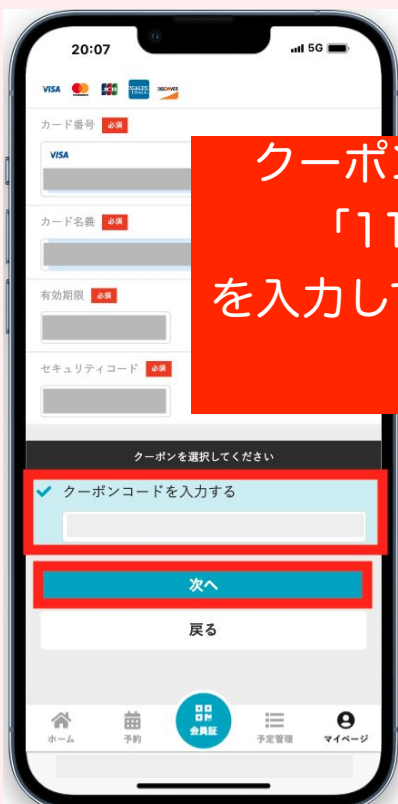 20:07
5G
VISA
DISCOVER
カード番号 必須
VISA
クーポン
「11
を入力して
カード名義 必須
有効期限 必須
セキュリティコード 必須
クーポンを選択してください
クーポンコードを入力する
次へ
戻る
ホーム 予約 会員証 予定管理 マイページ